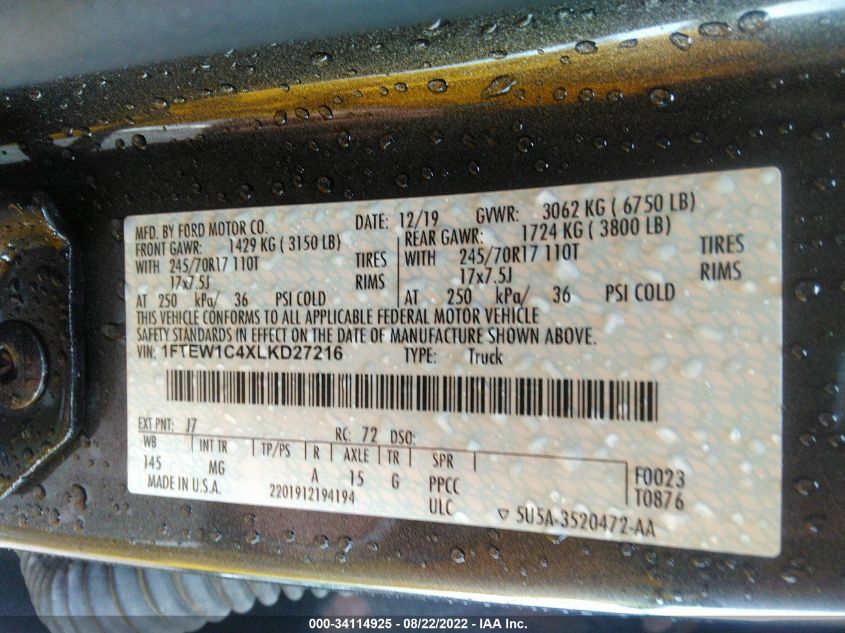 MFD. BY FORD MOTOR CO. DATE: 12/19 GVWR: 3062 KG ( 6750 LB)
FRONT GAWR: 1429 KG ( 3150 LB) REAR GAWR: 1724 KG ( 3800 LB)
WITH 245/70R17 110T TIRES WITH 245/70R17 110T TIRES
17x7.5J RIMS 17x7.5J RIMS
AT 250 kPa/ 36 PSI COLD AT 250 kPa/ 36 PSI COLD
THIS VEHICLE CONFORMS TO ALL APPLICABLE FEDERAL MOTOR VEHICLE
SAFETY STANDARDS IN EFFECT ON THE DATE OF MANUFACTURE SHOWN ABOVE.
VIN: 1FTEW1C4XLKD27216 TYPE: Truck
EXT PNT: J7 RC: 72 DSO:
WB INT TR TP/PS R AXLE TR SPR F0023
145 MG A 15 G PPCC T0876
MADE IN U.S.A. 2201912194194 ULC ▽ 5U5A-3520472-AA
000-34114925 - 08/22/2022 - IAA Inc.